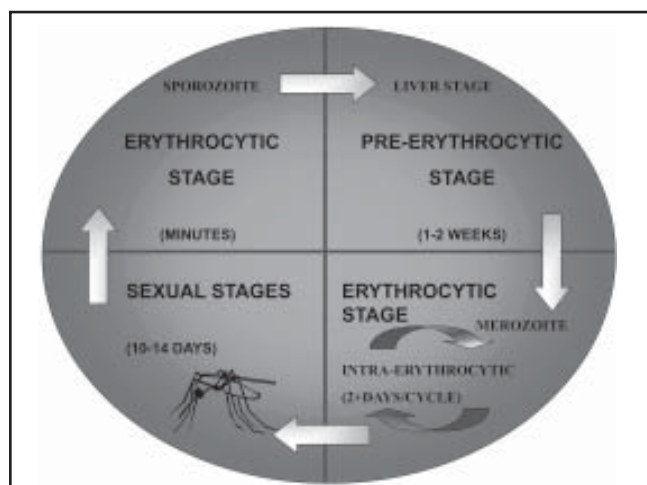 SPOROZOITE
LIVER STAGE
ERYTHROCYTIC
STAGE
(MINUTES)
PRE-ERYTHROCYTIC
STAGE
(1-2 WEEKS)
SEXUAL STAGES
(10-14 DAYS)
ERYTHROCYTIC
STAGE
MEROZOITE
INTRA-ERYTHROCYTIC
(2+DAYS/CYCLE)